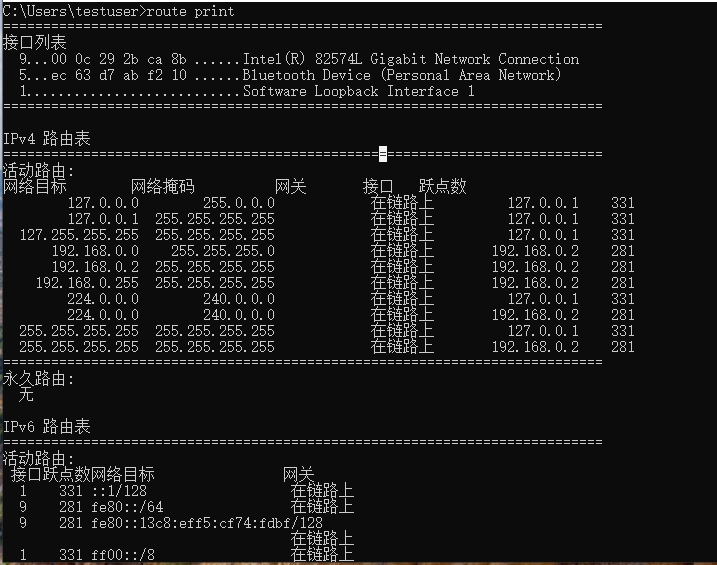 C:\Users\testuser>route print
===========================================================================
接口列表
  9...00 0c 29 2b ca 8b ......Intel(R) 82574L Gigabit Network Connection
  5...ec 63 d7 ab f2 10 ......Bluetooth Device (Personal Area Network)
  1...........................Software Loopback Interface 1
===========================================================================
IPv4 路由表
===========================================================================
活动路由:
网络目标        网络掩码          网关       接口   跃点数
        127.0.0.0        255.0.0.0            在链路上         127.0.0.1    331
        127.0.0.1  255.255.255.255            在链路上         127.0.0.1    331
  127.255.255.255  255.255.255.255            在链路上         127.0.0.1    331
      192.168.0.0    255.255.255.0            在链路上       192.168.0.2    281
      192.168.0.2  255.255.255.255            在链路上       192.168.0.2    281
    192.168.0.255  255.255.255.255            在链路上       192.168.0.2    281
        224.0.0.0        240.0.0.0            在链路上         127.0.0.1    331
        224.0.0.0        240.0.0.0            在链路上       192.168.0.2    281
  255.255.255.255  255.255.255.255            在链路上         127.0.0.1    331
  255.255.255.255  255.255.255.255            在链路上       192.168.0.2    281
===========================================================================
永久路由:
  无
IPv6 路由表
===========================================================================
活动路由:
 接口跃点数网络目标                网关
  1    331 ::1/128                  在链路上
  9    281 fe80::/64                在链路上
  9    281 fe80::13c8:eff5:cf74:fdbf/128
                                    在链路上
  1    331 ff00::/8                 在链路上